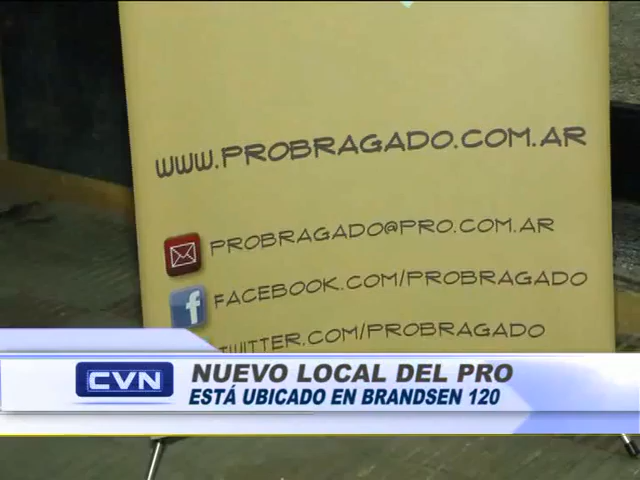 WWW.PROBRAGADO.COM.AR
PROBRAGADO@PRO.COM.AR
f FACEBOOK.COM/PROBRAGADO
TWITTER.COM/PROBRAGADO
CVN NUEVO LOCAL DEL PRO
ESTÁ UBICADO EN BRANDSEN 120